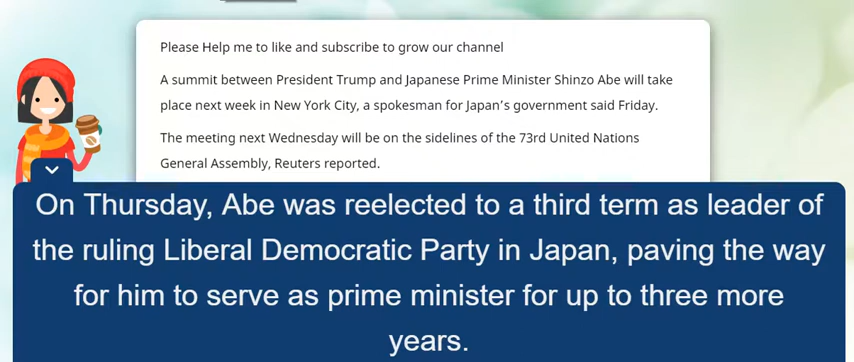 Please Help me to like and subscribe to grow our channel
A summit between President Trump and Japanese Prime Minister Shinzo Abe will take
place next week in New York City, a spokesman for Japan’s government said Friday.
The meeting next Wednesday will be on the sidelines of the 73rd United Nations
General Assembly, Reuters reported.
On Thursday, Abe was reelected to a third term as leader of
the ruling Liberal Democratic Party in Japan, paving the way
for him to serve as prime minister for up to three more
years.